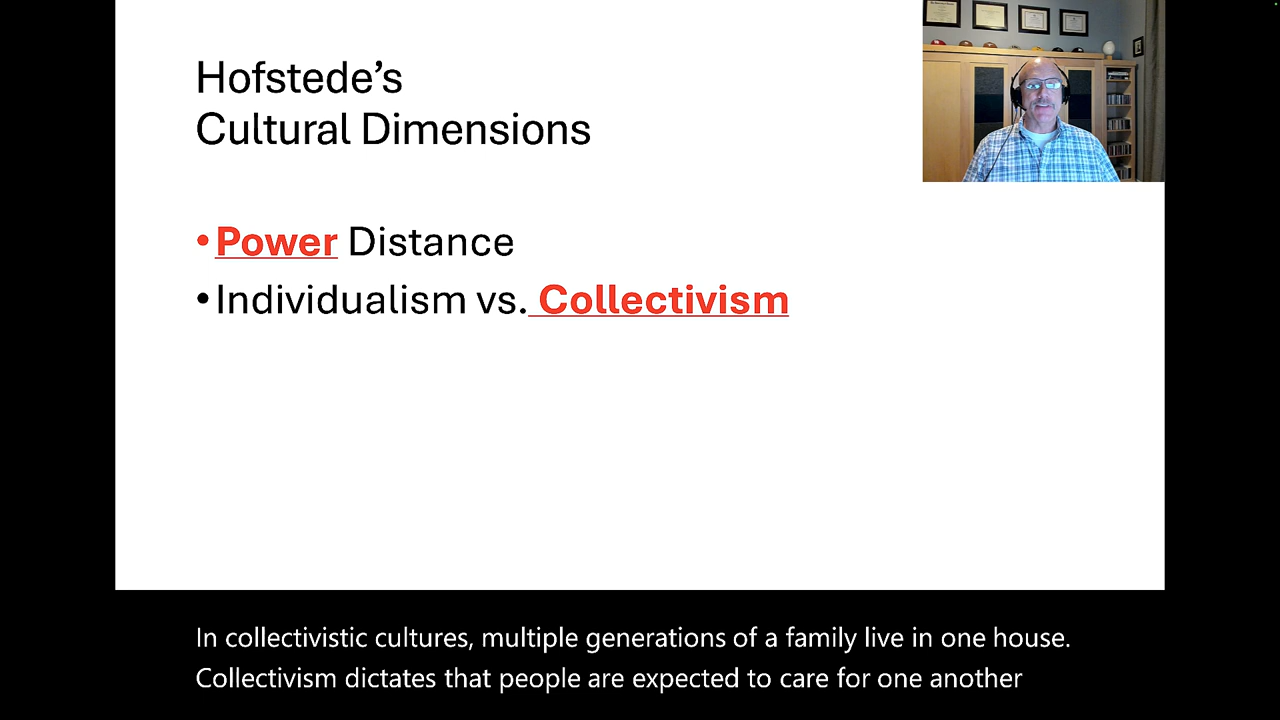 Hofstede’s
Cultural Dimensions
•Power Distance
•Individualism vs. Collectivism
In collectivistic cultures, multiple generations of a family live in one house.
Collectivism dictates that people are expected to care for one another